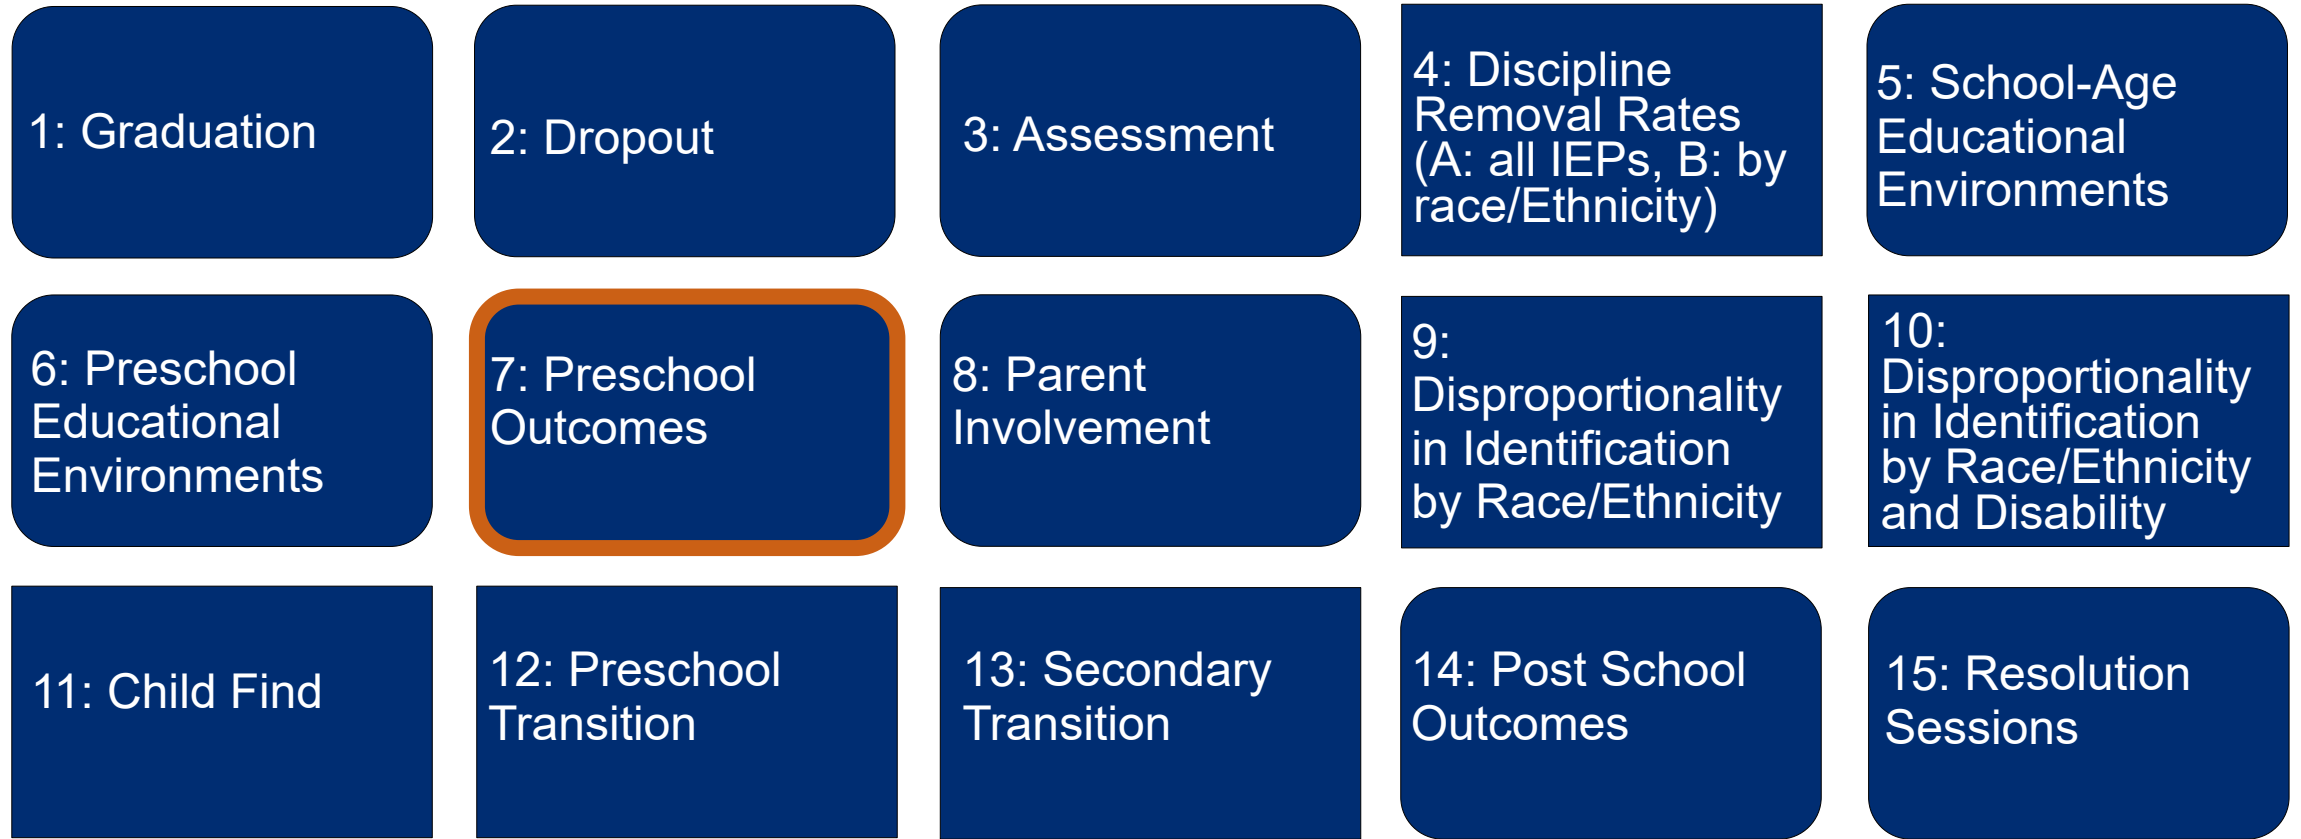 1: Graduation
2: Dropout
3: Assessment
4: Discipline
Removal Rates
(A: all IEPs, B: by
race/Ethnicity)
5: School-Age
Educational
Environments
6: Preschool
Educational
Environments
7: Preschool
Outcomes
8: Parent
Involvement
9:
Disproportionality
in Identification
by Race/Ethnicity
10:
Disproportionality
in Identification
by Race/Ethnicity
and Disability
11: Child Find
12: Preschool
Transition
13: Secondary
Transition
14: Post School
Outcomes
15: Resolution
Sessions